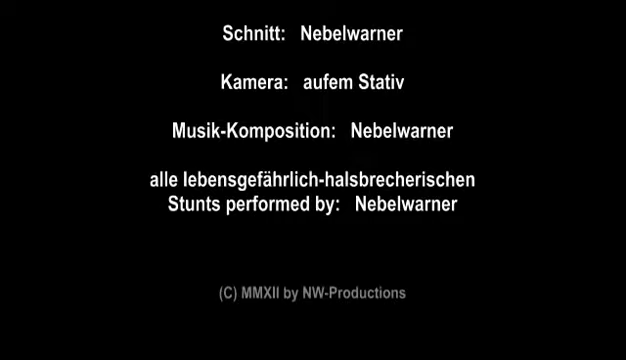 Schnitt: Nebelwarner
Kamera: aufem Stativ
Musik-Komposition: Nebelwarner
alle lebensgefährlich-halsbrecherischen
Stunts performed by: Nebelwarner
(C) MMXII by NW-Productions